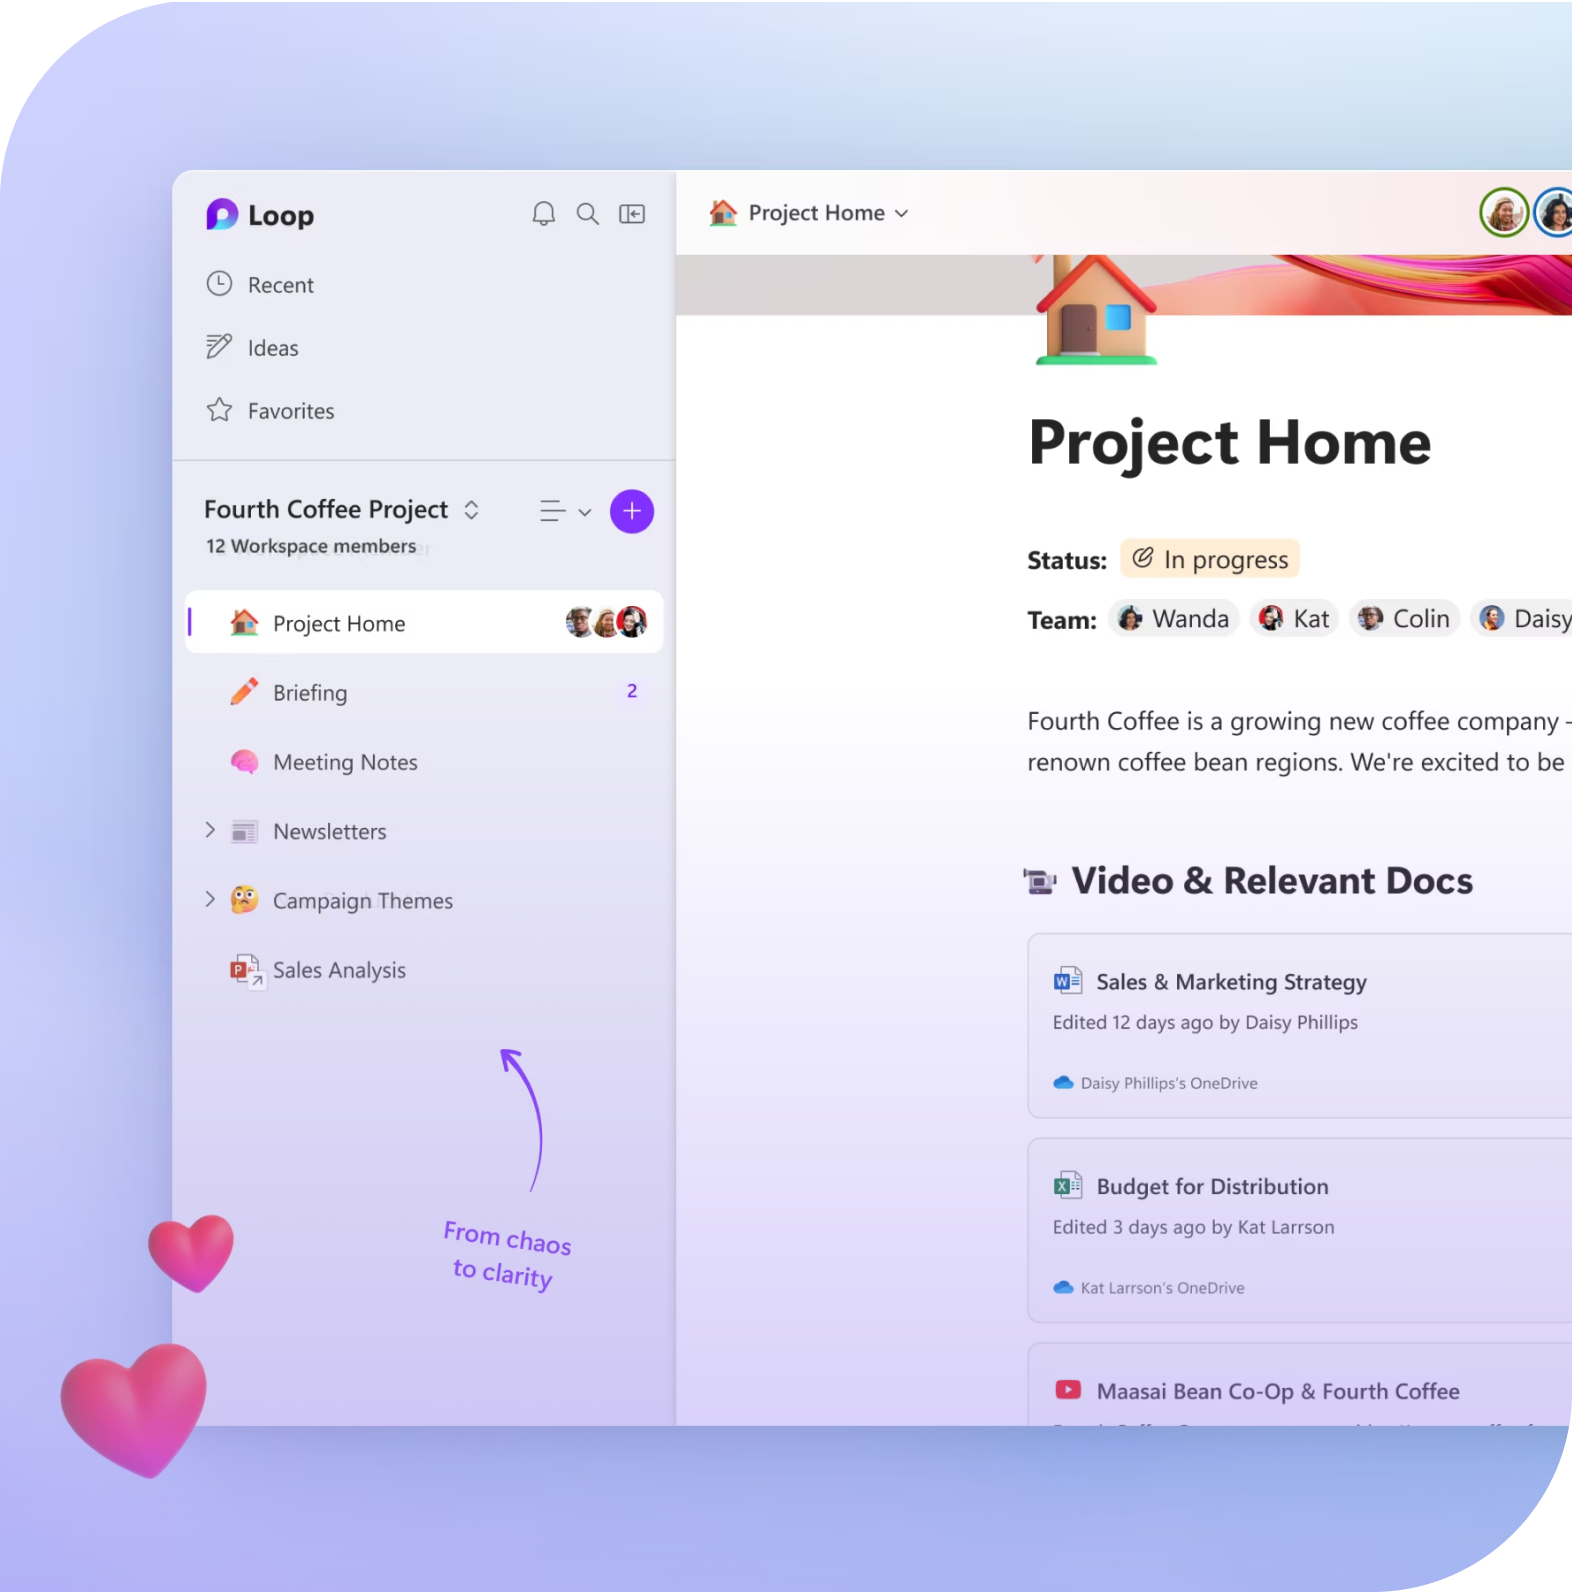 Loop
Recent
Ideas
Favorites
Fourth Coffee Project
12 Workspace members
Project Home
Briefing
2
Meeting Notes
Newsletters
Campaign Themes
Sales Analysis
From chaos
to clarity
Project Home
Project Home
Status: In progress
Team: Wanda Kat Colin Daisy
Fourth Coffee is a growing new coffee company -
renown coffee bean regions. We're excited to be
Video & Relevant Docs
Sales & Marketing Strategy
Edited 12 days ago by Daisy Phillips
Daisy Phillips's OneDrive
Budget for Distribution
Edited 3 days ago by Kat Larrson
Kat Larrson's OneDrive
Maasai Bean Co-Op & Fourth Coffee